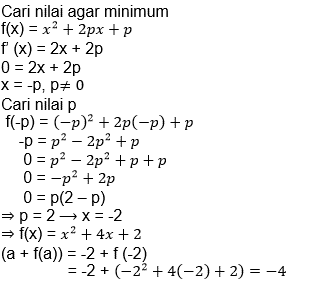 Cari nilai agar minimum
f(x) = x² + 2px + p
f' (x) = 2x + 2p
0 = 2x + 2p
x = -p, p≠ 0
Cari nilai p
f(-p) = (−p)² + 2p(−p) + p
-p = p² − 2p² + p
0 = p² − 2p² + p + p
0 = −p² + 2p
0 = p(2 − p)
⇒ p = 2 → x = -2
⇒ f(x) = x² + 4x + 2
(a + f(a)) = -2 + f (-2)
= -2 + (−2² + 4(−2) + 2) = −4